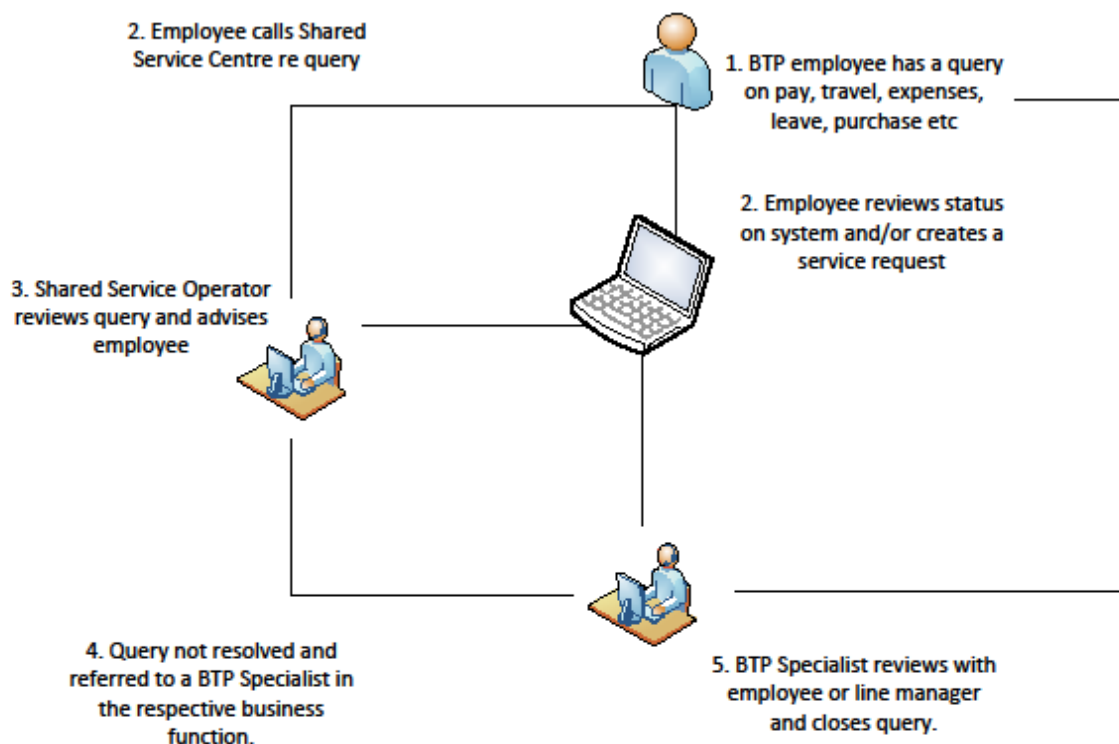 2. Employee calls Shared
Service Centre re query
1. BTP employee has a query
on pay, travel, expenses,
leave, purchase etc
2. Employee reviews status
on system and/or creates a
service request
3. Shared Service Operator
reviews query and advises
employee
4. Query not resolved and
referred to a BTP Specialist in
the respective business
function.
5. BTP Specialist reviews with
employee or line manager
and closes query.